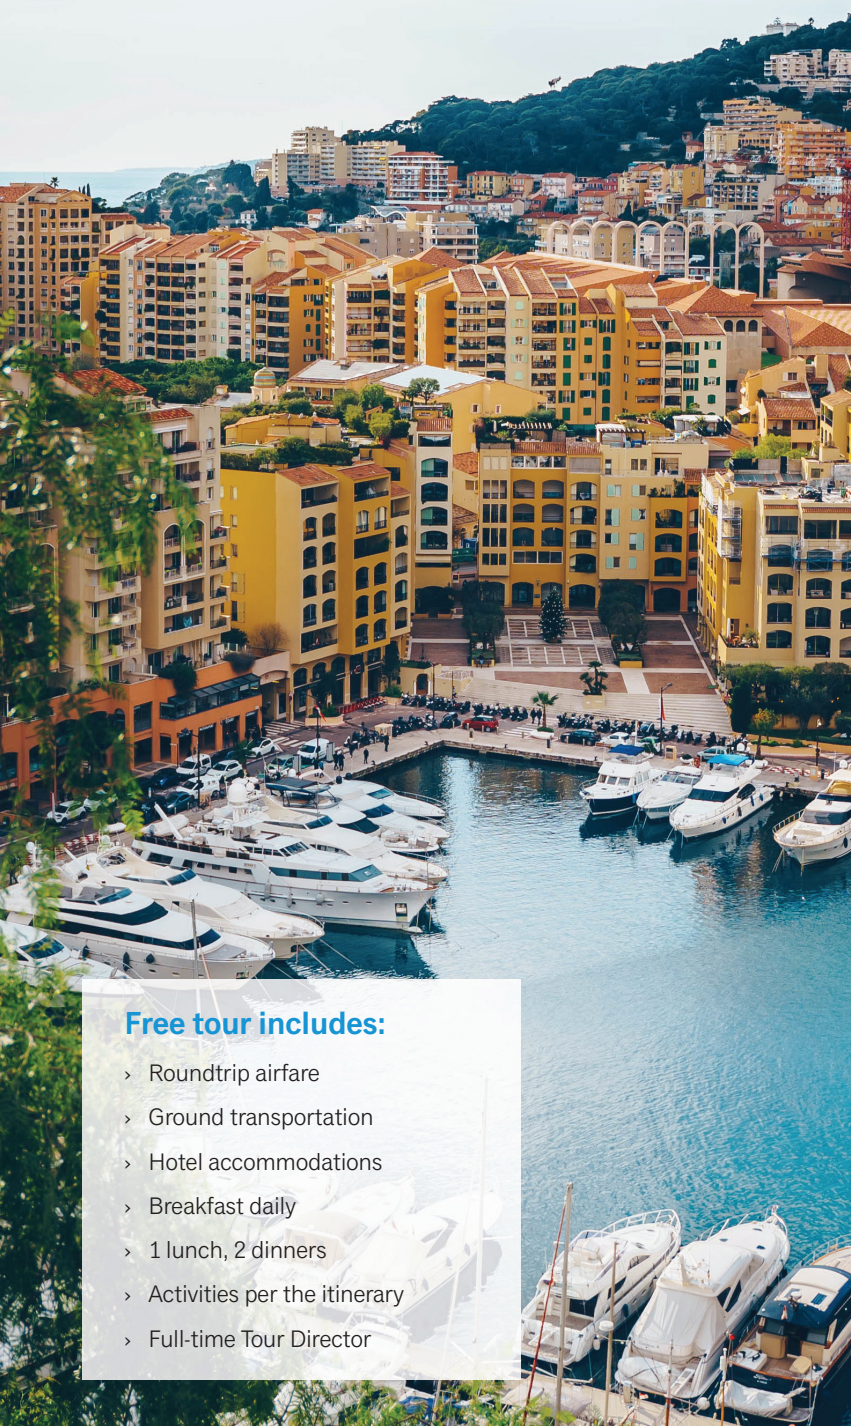 Free tour includes:
› Roundtrip airfare
› Ground transportation
› Hotel accommodations
› Breakfast daily
› 1 lunch, 2 dinners
› Activities per the itinerary
› Full-time Tour Director